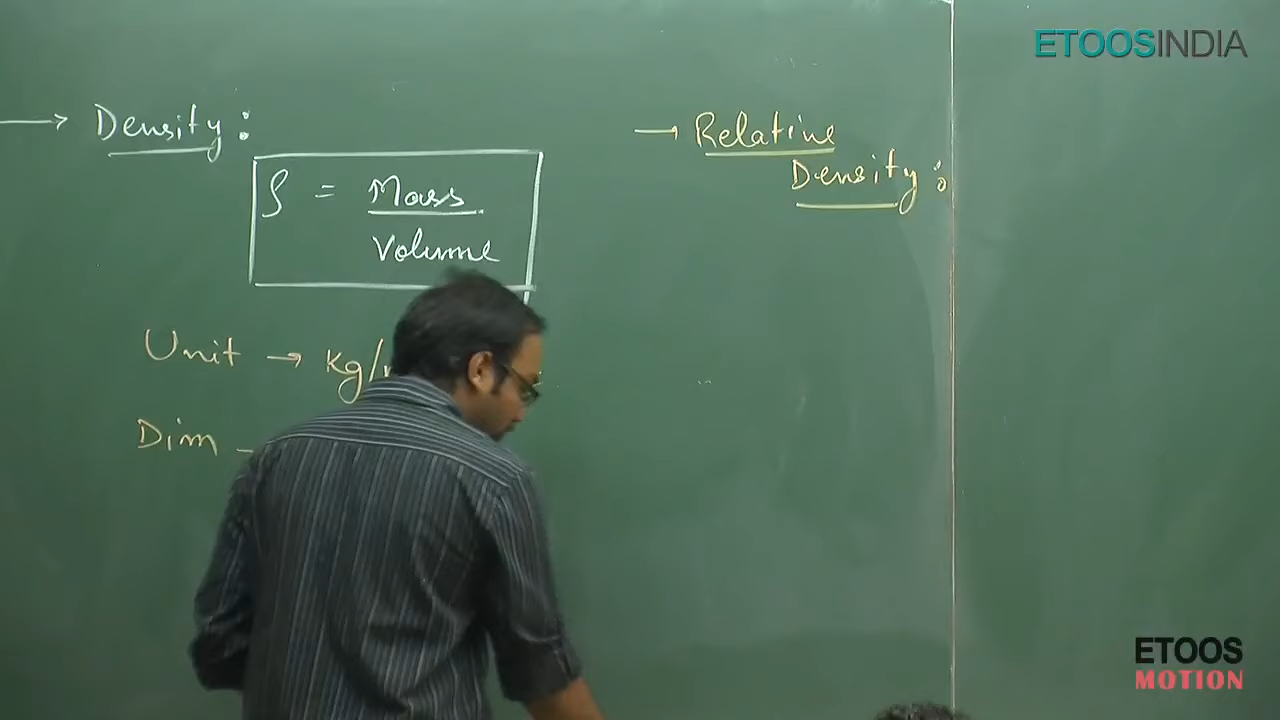 ETOOSINDIA
→ Density:
ρ = Mass
Volume
Unit → kg/
Dim
→ Relative
Density:
ETOOS
MOTION